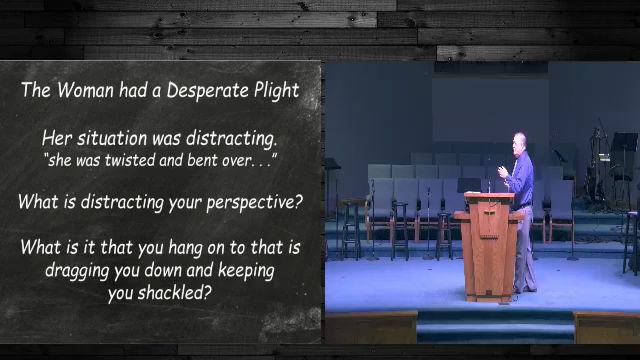 The Woman had a Desperate Plight
Her situation was distracting.
"she was twisted and bent over. . ."
What is distracting your perspective?
What is it that you hang on to that is
dragging you down and keeping
you shackled?